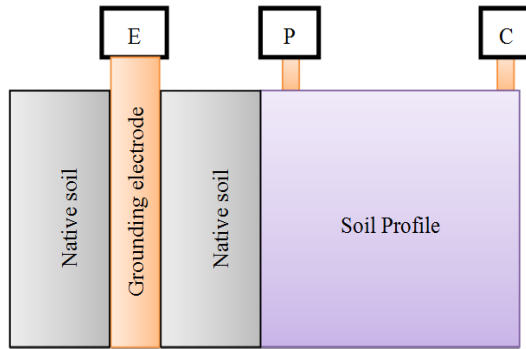 E
P
C
Native soil
Grounding electrode
Native soil
Soil Profile